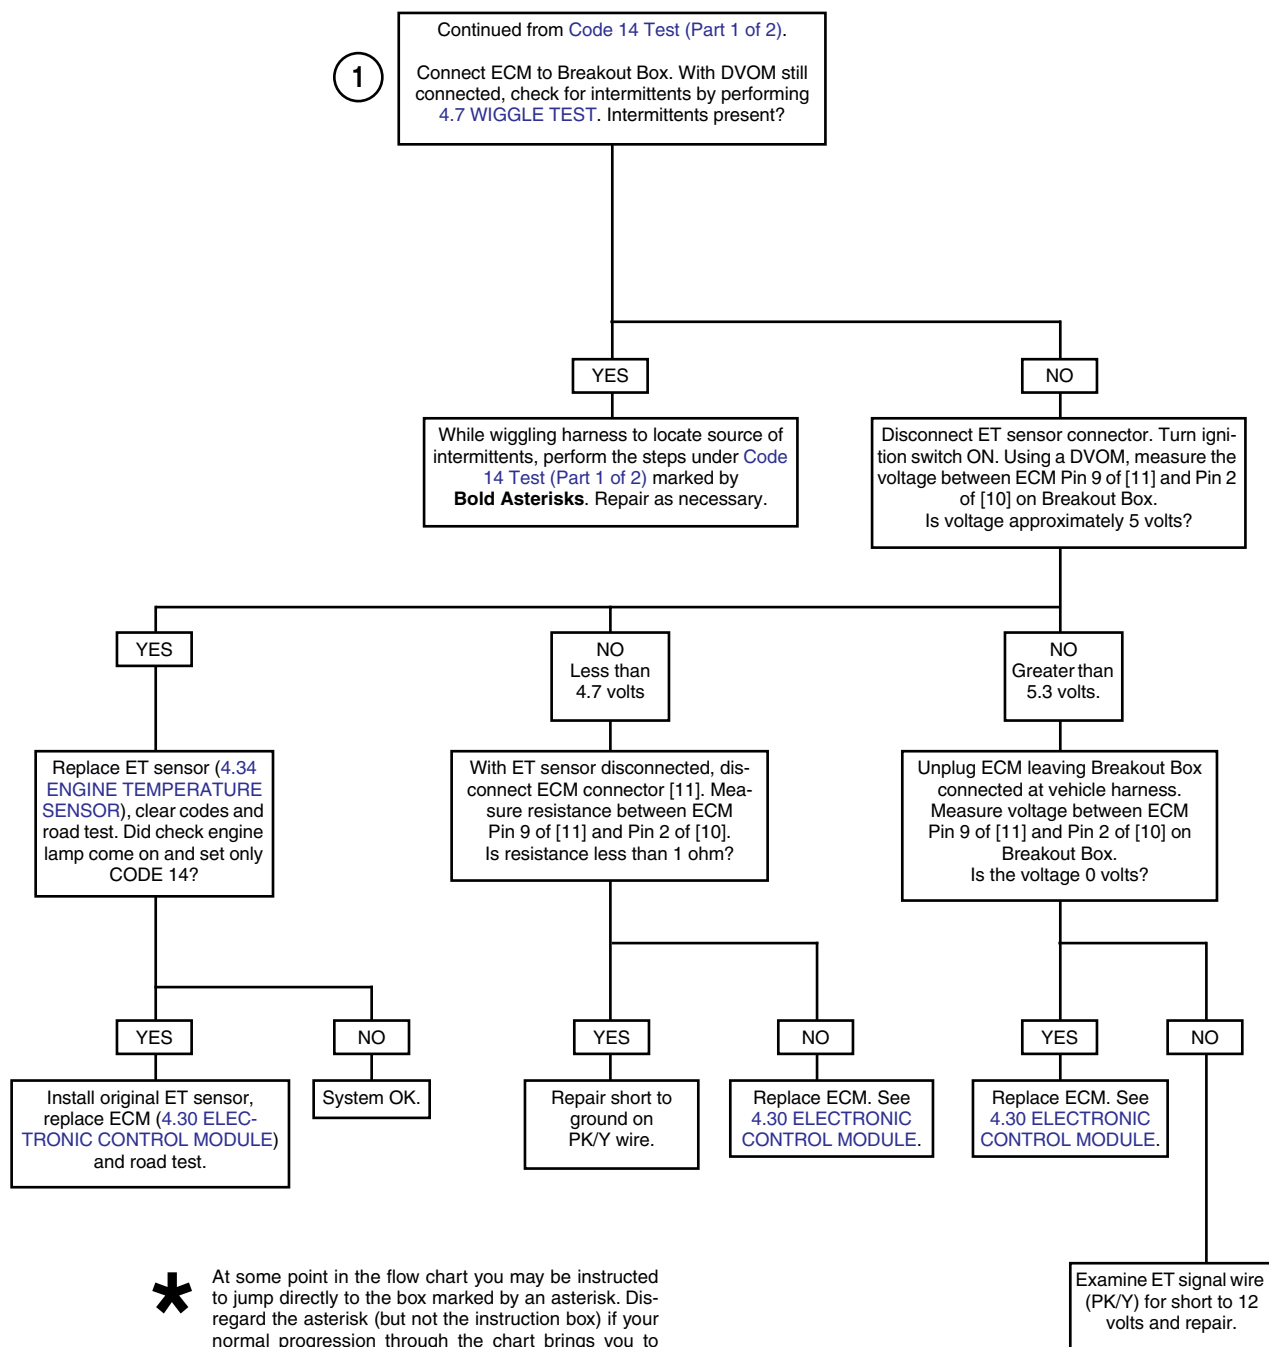 Continued from Code 14 Test (Part 1 of 2).
1
Connect ECM to Breakout Box. With DVOM still
connected, check for intermittents by performing
4.7 WIGGLE TEST. Intermittents present?
YES
NO
While wiggling harness to locate source of
intermittents, perform the steps under Code
14 Test (Part 1 of 2) marked by
Bold Asterisks. Repair as necessary.
Disconnect ET sensor connector. Turn igni-
tion switch ON. Using a DVOM, measure the
voltage between ECM Pin 9 of [11] and Pin 2
of [10] on Breakout Box.
Is voltage approximately 5 volts?
YES
NO
Less than
4.7 volts
NO
Greater than
5.3 volts.
Replace ET sensor (4.34
ENGINE TEMPERATURE
SENSOR), clear codes and
road test. Did check engine
lamp come on and set only
CODE 14?
With ET sensor disconnected, dis-
connect ECM connector [11]. Mea-
sure resistance between ECM
Pin 9 of [11] and Pin 2 of [10].
Is resistance less than 1 ohm?
Unplug ECM leaving Breakout Box
connected at vehicle harness.
Measure voltage between ECM
Pin 9 of [11] and Pin 2 of [10] on
Breakout Box.
Is the voltage 0 volts?
YES
NO
YES
NO
YES
NO
Install original ET sensor,
replace ECM (4.30 ELEC-
TRONIC CONTROL MODULE)
and road test.
System OK.
Repair short to
ground on
PK/Y wire.
Replace ECM. See
4.30 ELECTRONIC
CONTROL MODULE.
Replace ECM. See
4.30 ELECTRONIC
CONTROL MODULE.
Examine ET signal wire
(PK/Y) for short to 12
volts and repair.
* At some point in the flow chart you may be instructed
to jump directly to the box marked by an asterisk. Dis-
regard the asterisk (but not the instruction box) if your
normal progression through the chart brings you to